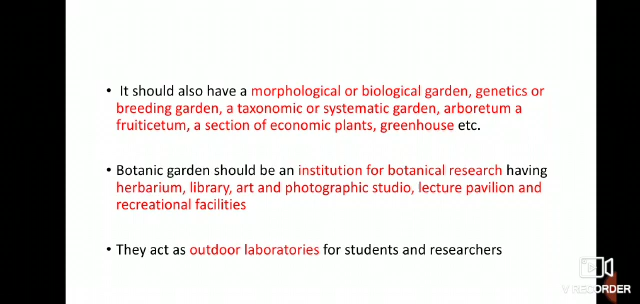 • It should also have a morphological or biological garden, genetics or
breeding garden, a taxonomic or systematic garden, arboretum a
fruiticetum, a section of economic plants, greenhouse etc.
• Botanic garden should be an institution for botanical research having
herbarium, library, art and photographic studio, lecture pavilion and
recreational facilities
• They act as outdoor laboratories for students and researchers
V RECORDER